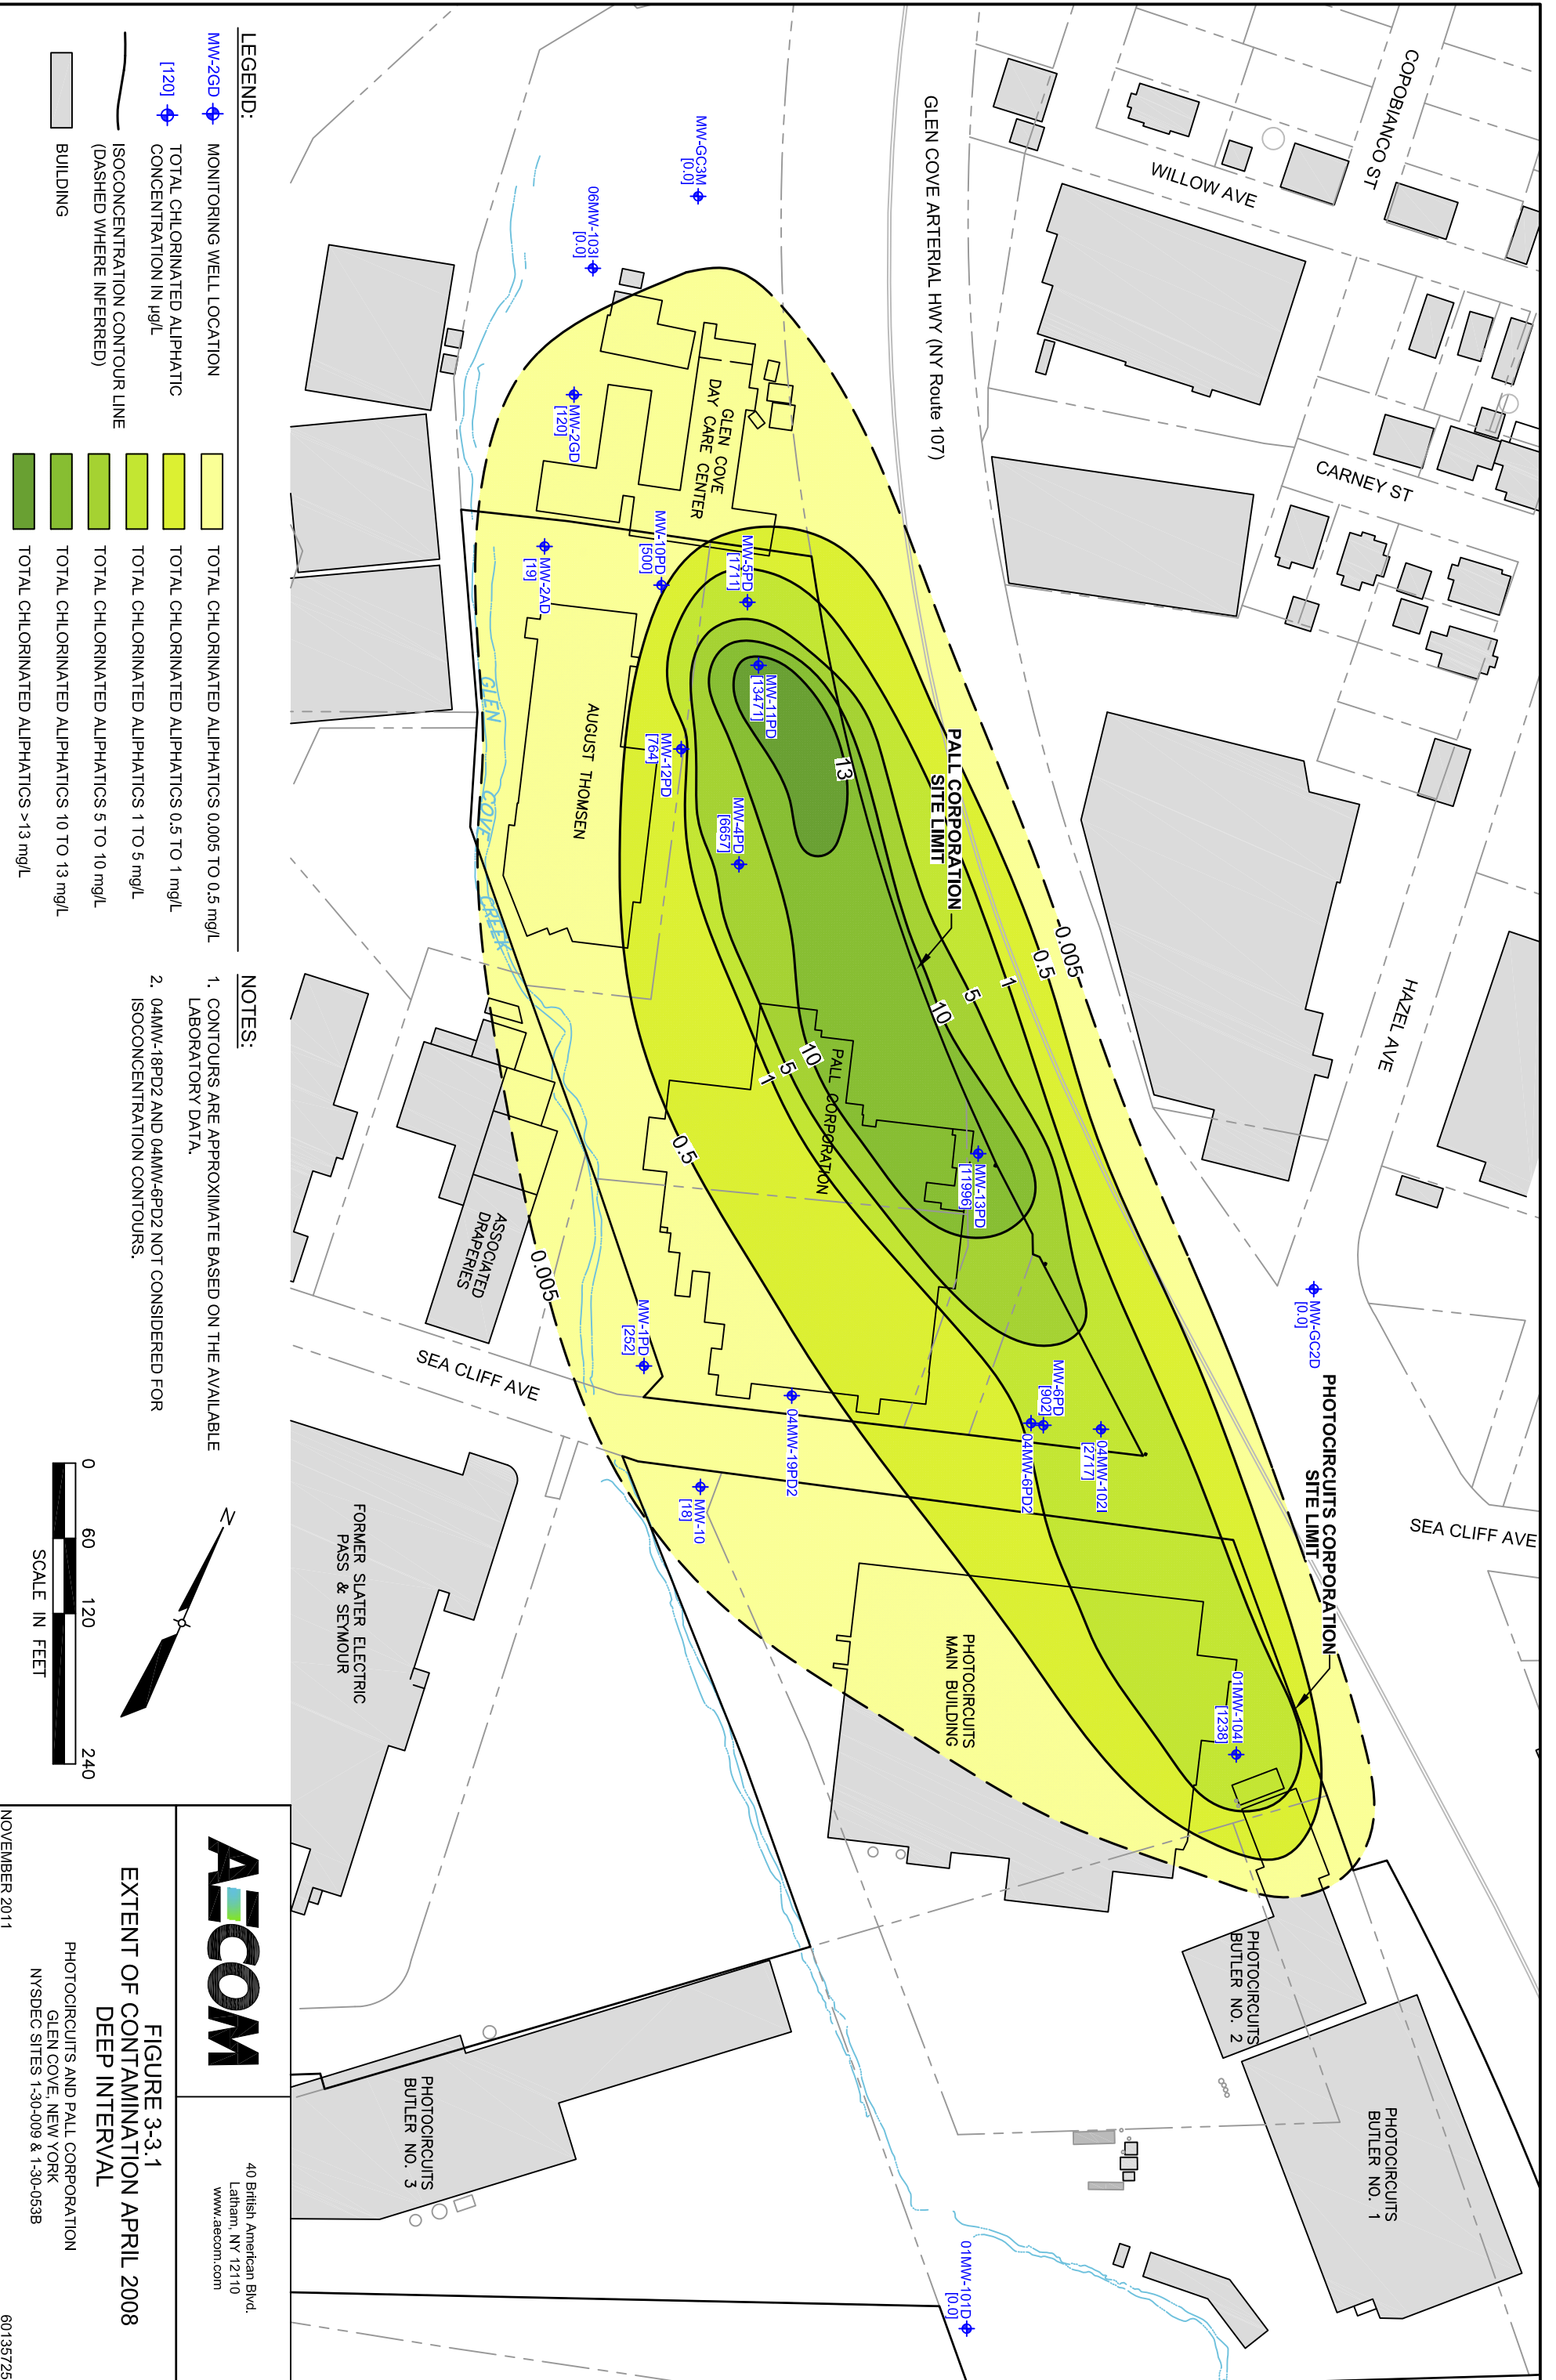 COPOBIANCO ST
WILLOW AVE
CARNEY ST
HAZEL AVE
SEA CLIFF AVE
GLEN COVE ARTERIAL HWY (NY Route 107)
MW-GC3M
[0.0]
06MW-103I
[0.0]
MW-2GD
[120]
GLEN COVE
DAY CARE CENTER
MW-10PD
[500]
MW-5PD
[1711]
MW-2AD
[19]
MW-11PD
[13471]
13
MW-12PD
[764]
MW-4PD
[6657]
AUGUST THOMSEN
GLEN COVE CREEK
PALL CORPORATION
SITE LIMIT
0.005
0.5
1
5
10
10
5
1
0.5
0.005
PALL CORPORATION
MW-13PD
[11996]
ASSOCIATED
DRAPERIES
MW-1PD
[252]
SEA CLIFF AVE
MW-GC2D
[0.0]
PHOTOCIRCUITS CORPORATION
SITE LIMIT
MW-6PD
[902]
04MW-102I
[2717]
04MW-6PD2
04MW-19PD2
MW-10
[18]
FORMER SLATER ELECTRIC
PASS & SEYMOUR
PHOTOCIRCUITS
MAIN BUILDING
01MW-104I
[1238]
PHOTOCIRCUITS
BUTLER NO. 2
PHOTOCIRCUITS
BUTLER NO. 1
PHOTOCIRCUITS
BUTLER NO. 3
01MW-101D
[0.0]
LEGEND:
MW-2GD
MONITORING WELL LOCATION
[120]
TOTAL CHLORINATED ALIPHATIC
CONCENTRATION IN µg/L
ISOCONCENTRATION CONTOUR LINE
(DASHED WHERE INFERRED)
BUILDING
TOTAL CHLORINATED ALIPHATICS 0.005 TO 0.5 mg/L
TOTAL CHLORINATED ALIPHATICS 0.5 TO 1 mg/L
TOTAL CHLORINATED ALIPHATICS 1 TO 5 mg/L
TOTAL CHLORINATED ALIPHATICS 5 TO 10 mg/L
TOTAL CHLORINATED ALIPHATICS 10 TO 13 mg/L
TOTAL CHLORINATED ALIPHATICS >13 mg/L
NOTES:
1. CONTOURS ARE APPROXIMATE BASED ON THE AVAILABLE
LABORATORY DATA.
2. 04MW-18PD2 AND 04MW-6PD2 NOT CONSIDERED FOR
ISOCONCENTRATION CONTOURS.
N
0 60 120 240
SCALE IN FEET
AECOM
40 British American Blvd.
Latham, NY 12110
www.aecom.com
FIGURE 3-3.1
EXTENT OF CONTAMINATION APRIL 2008
DEEP INTERVAL
PHOTOCIRCUITS AND PALL CORPORATION
GLEN COVE, NEW YORK
NYSDEC SITES 1-30-009 & 1-30-053B
NOVEMBER 2011
60135725